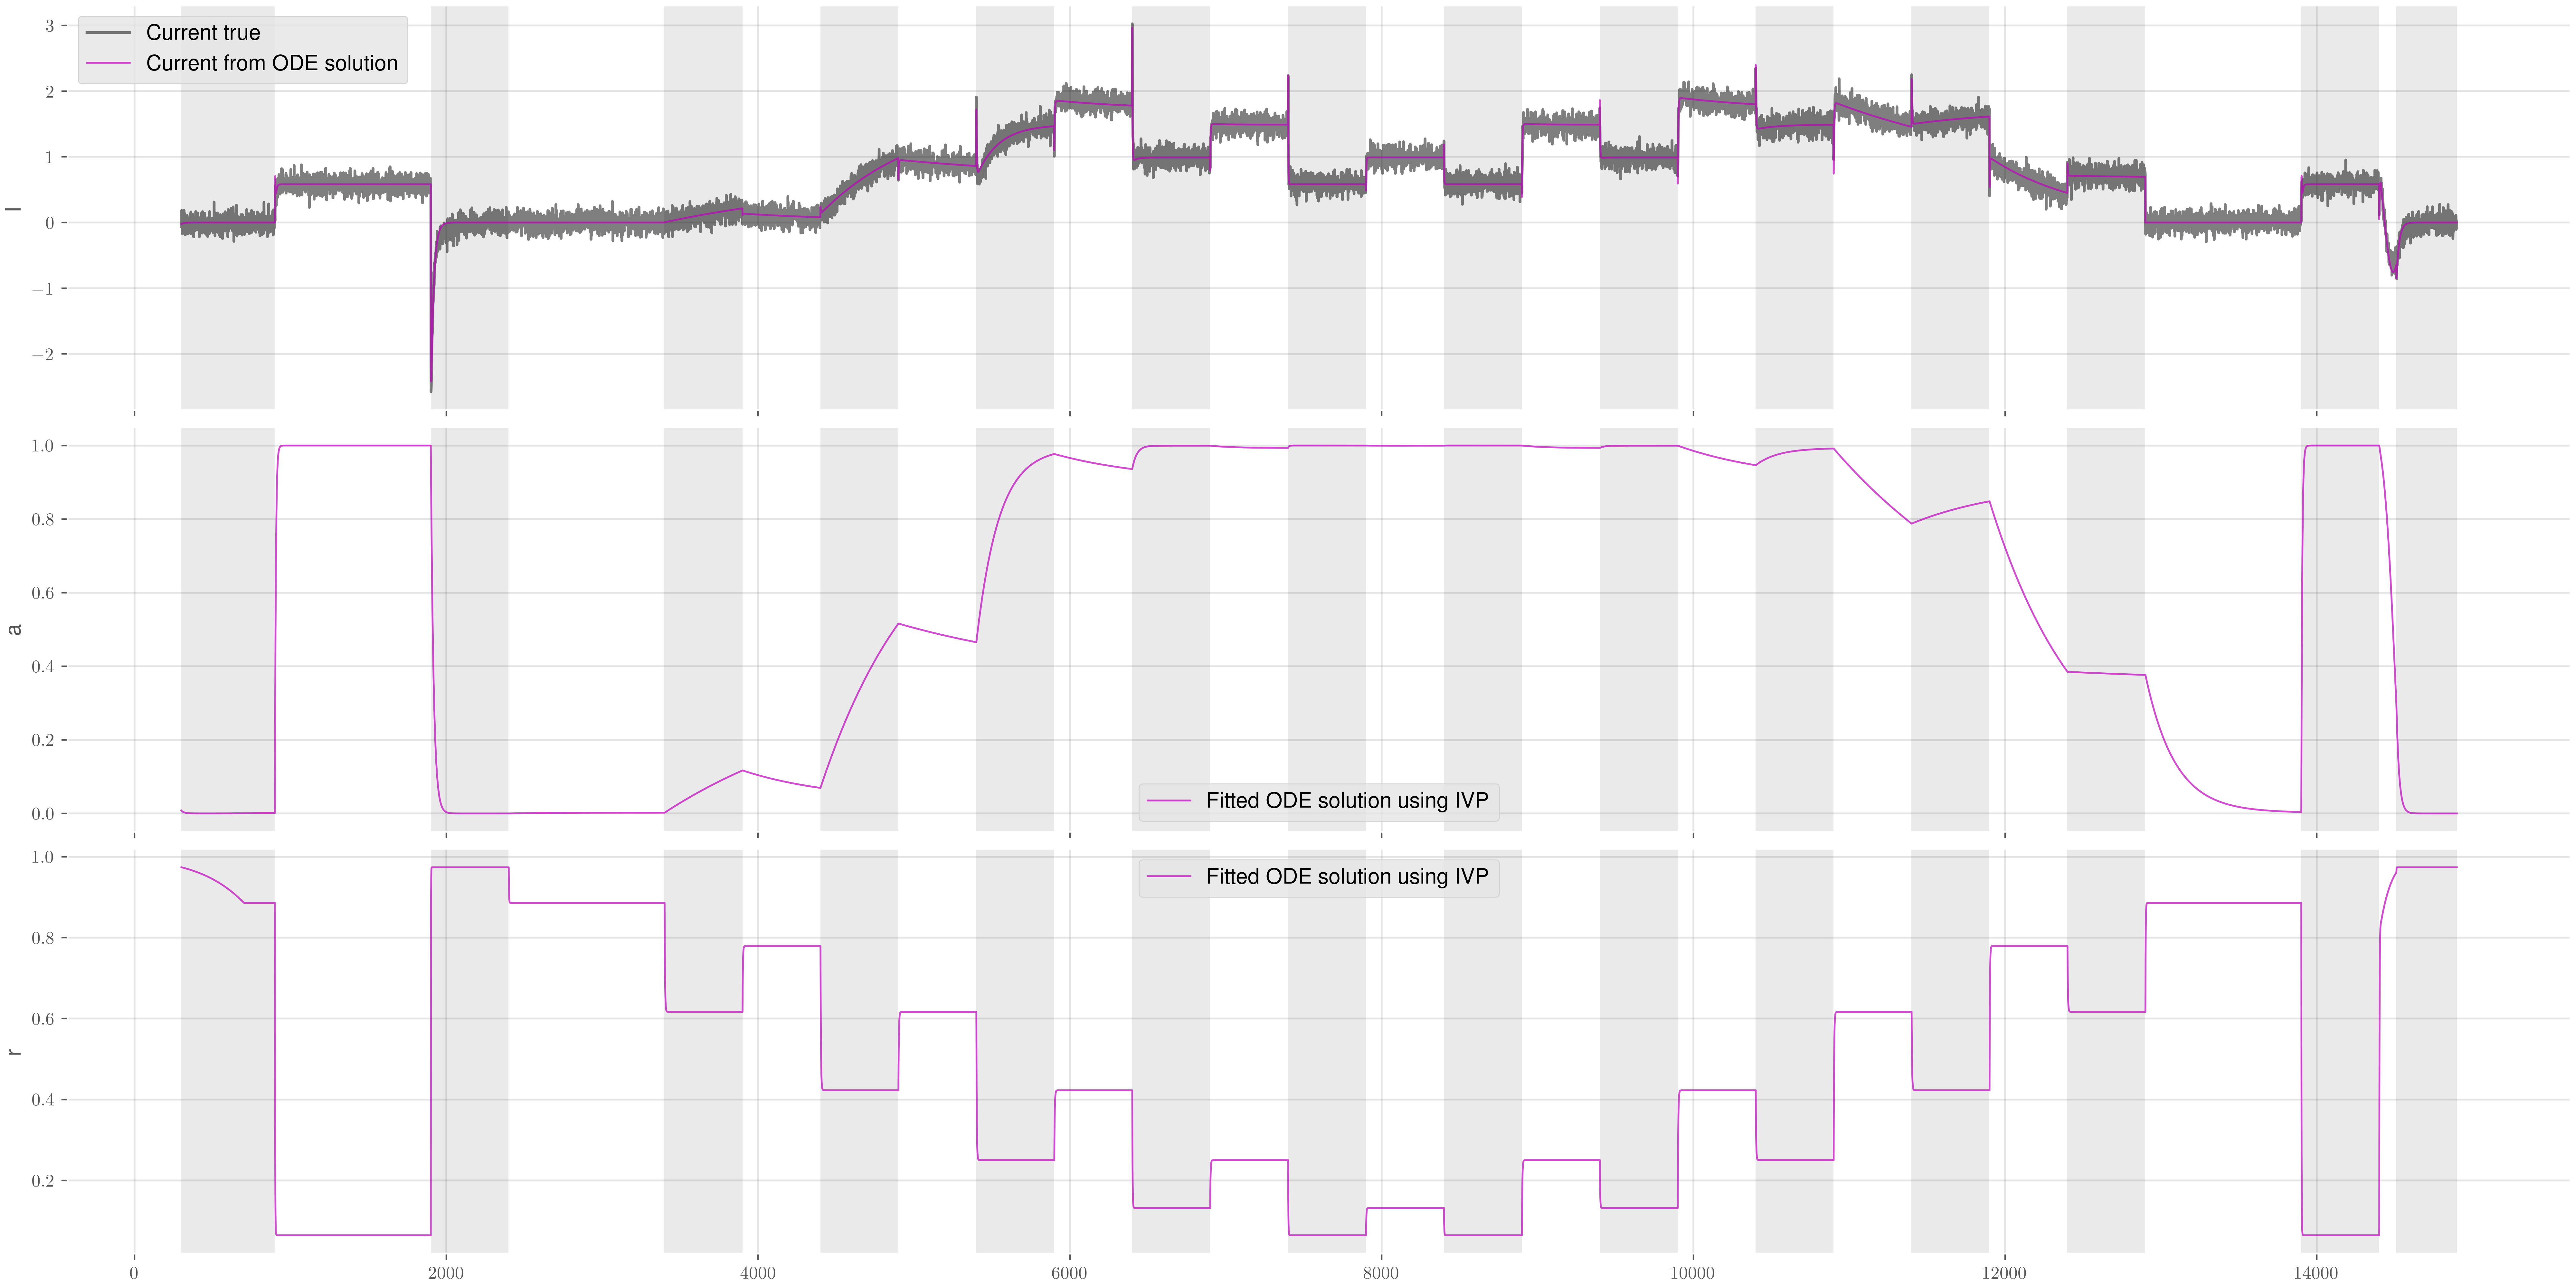 3
2
1
0
−1
−2
I
Current true
Current from ODE solution
1.0
0.8
0.6
0.4
0.2
0.0
a
Fitted ODE solution using IVP
1.0
0.8
0.6
0.4
0.2
r
Fitted ODE solution using IVP
0 2000 4000 6000 8000 10000 12000 14000